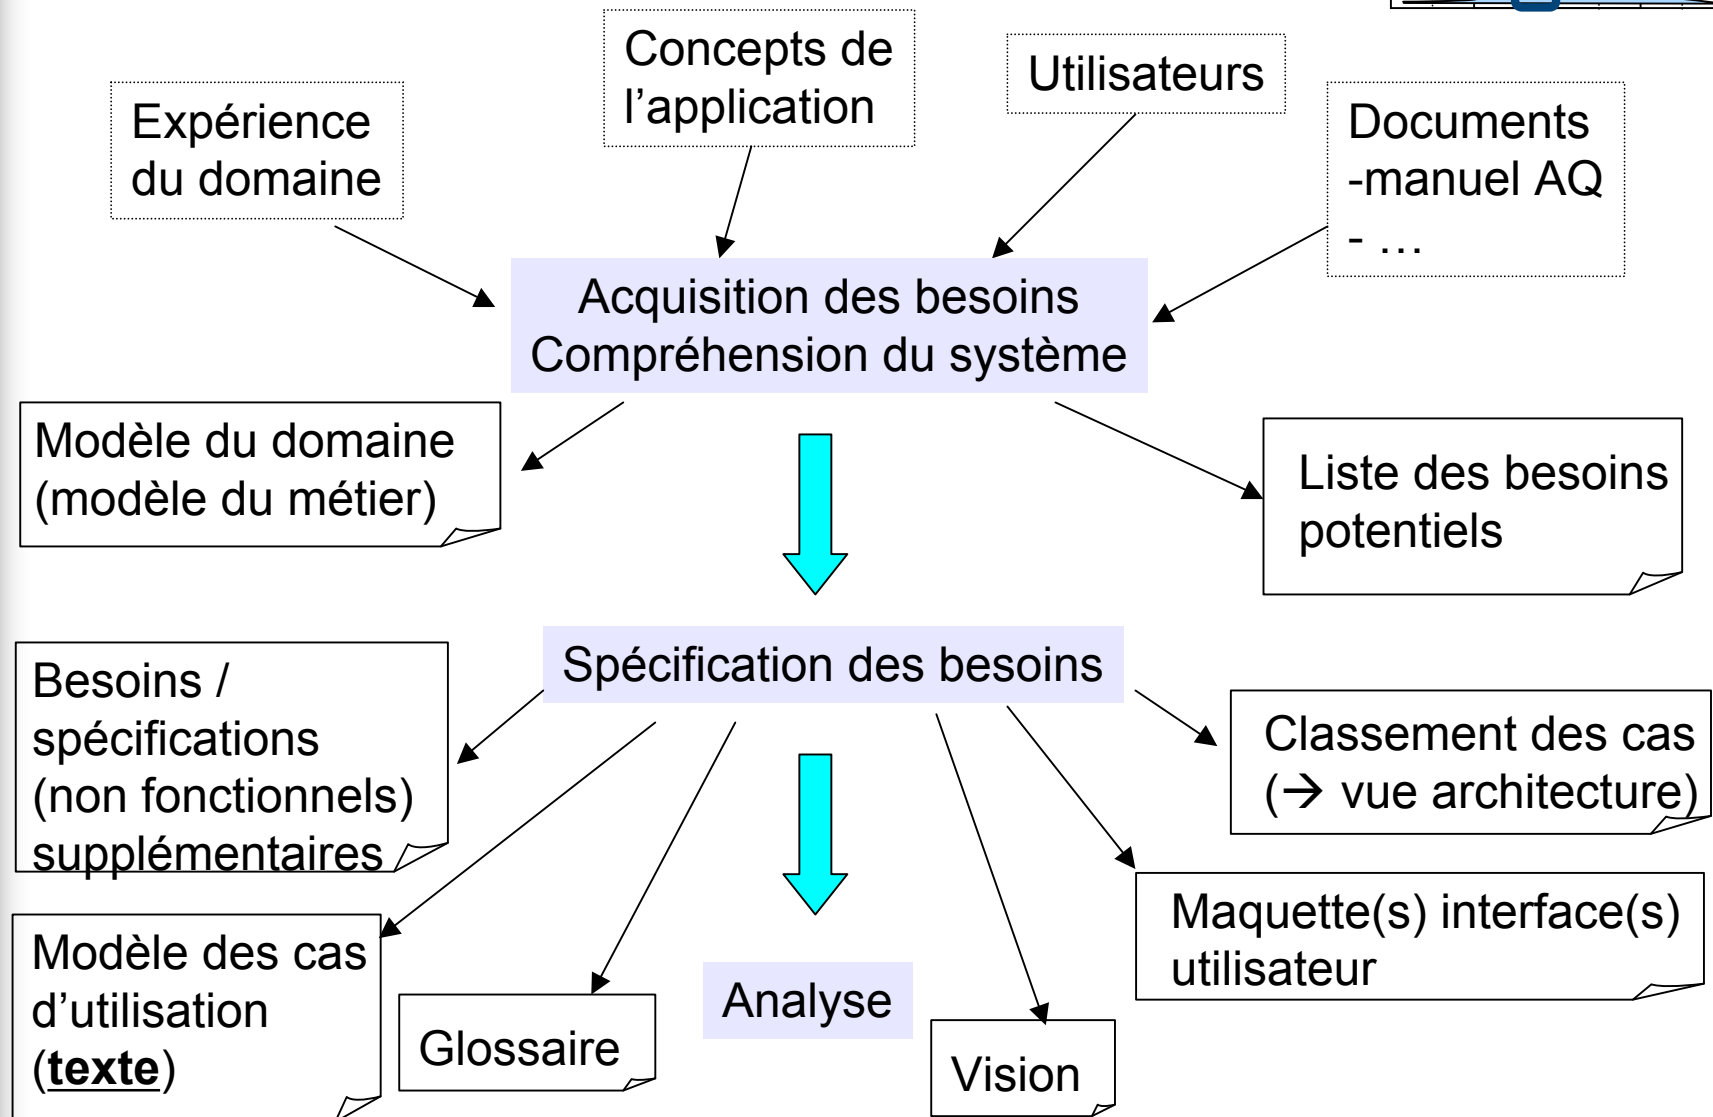 Concepts de
l’application
Utilisateurs
Expérience
du domaine
Documents
-manuel AQ
- …
Acquisition des besoins
Compréhension du système
Modèle du domaine
(modèle du métier)
Liste des besoins
potentiels
Spécification des besoins
Besoins /
spécifications
(non fonctionnels)
supplémentaires
Classement des cas
(→ vue architecture)
Maquette(s) interface(s)
utilisateur
Modèle des cas
d’utilisation
(texte)
Glossaire
Analyse
Vision